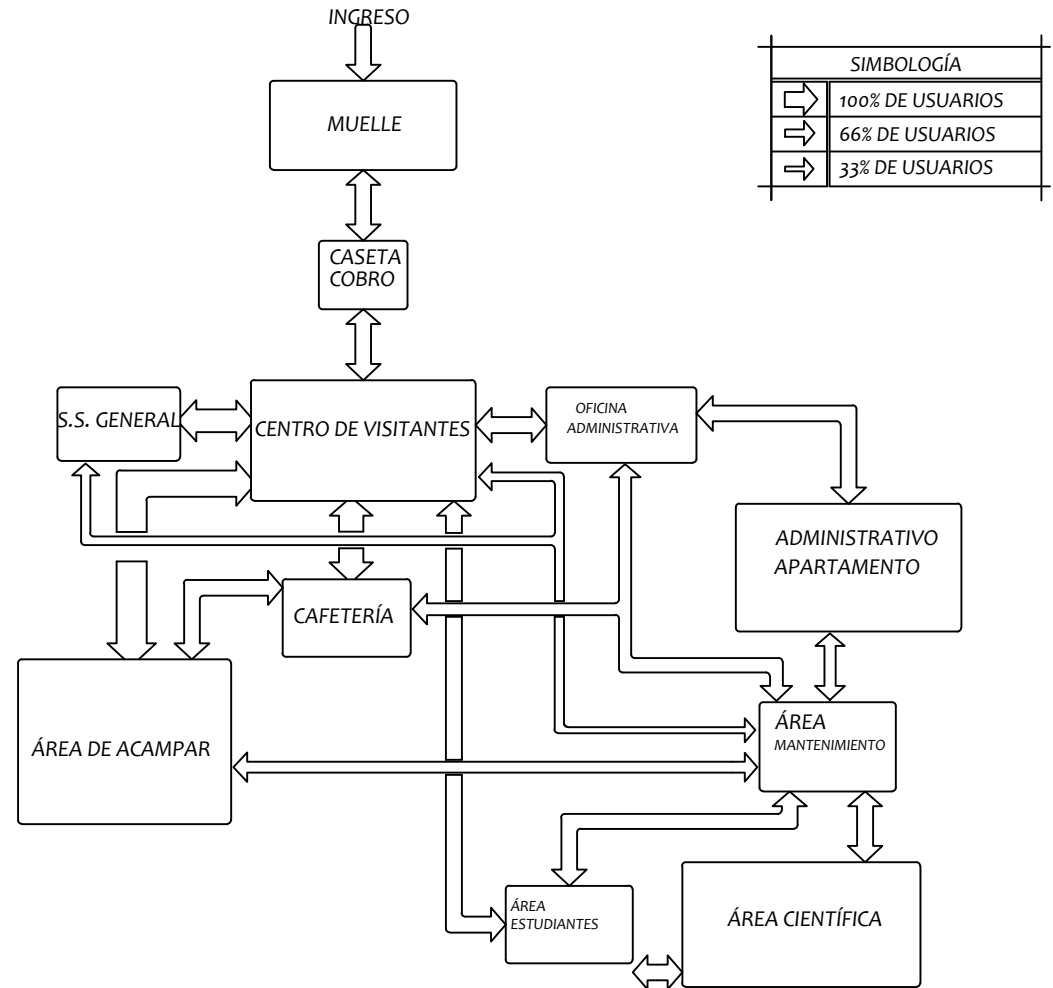 INGRESO
MUELLE
SIMBOLOGÍA
100% DE USUARIOS
66% DE USUARIOS
33% DE USUARIOS
CASETA
COBRO
S.S. GENERAL
CENTRO DE VISITANTES
OFICINA
ADMINISTRATIVA
ADMINISTRATIVO
APARTAMENTO
CAFETERÍA
ÁREA DE ACAMPAR
ÁREA
MANTENIMIENTO
ÁREA
ESTUDIANTES
ÁREA CIENTÍFICA